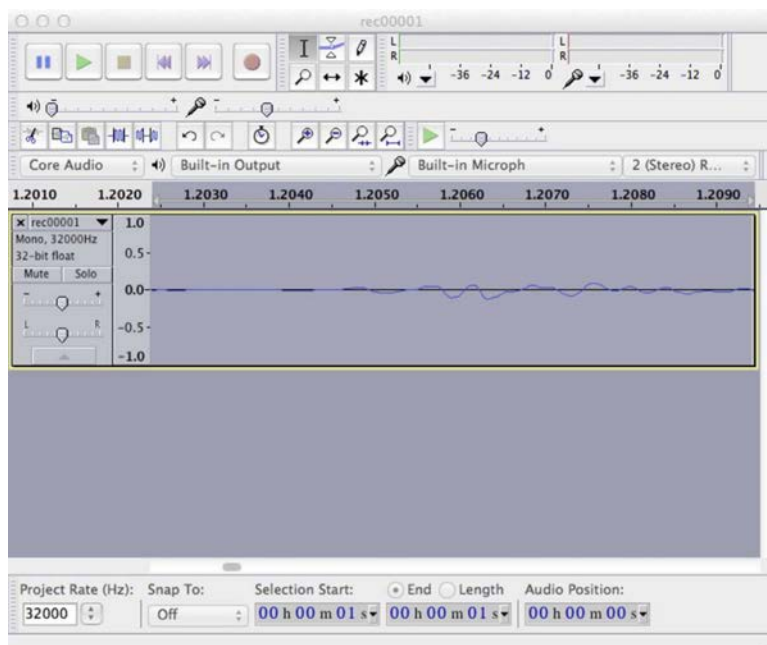 rec00001
L
R
-36 -24 -12 0
L
R
-36 -24 -12 0
Core Audio
Built-in Output
Built-in Microph
2 (Stereo) R...
1.2010 1.2020 1.2030 1.2040 1.2050 1.2060 1.2070 1.2080 1.2090
rec00001
Mono, 32000Hz
32-bit float
Mute Solo
- +
L R
1.0
0.5
0.0
-0.5
-1.0
Project Rate (Hz): Snap To: Selection Start: End Length Audio Position:
32000 Off 00 h 00 m 01 s 00 h 00 m 01 s 00 h 00 m 00 s